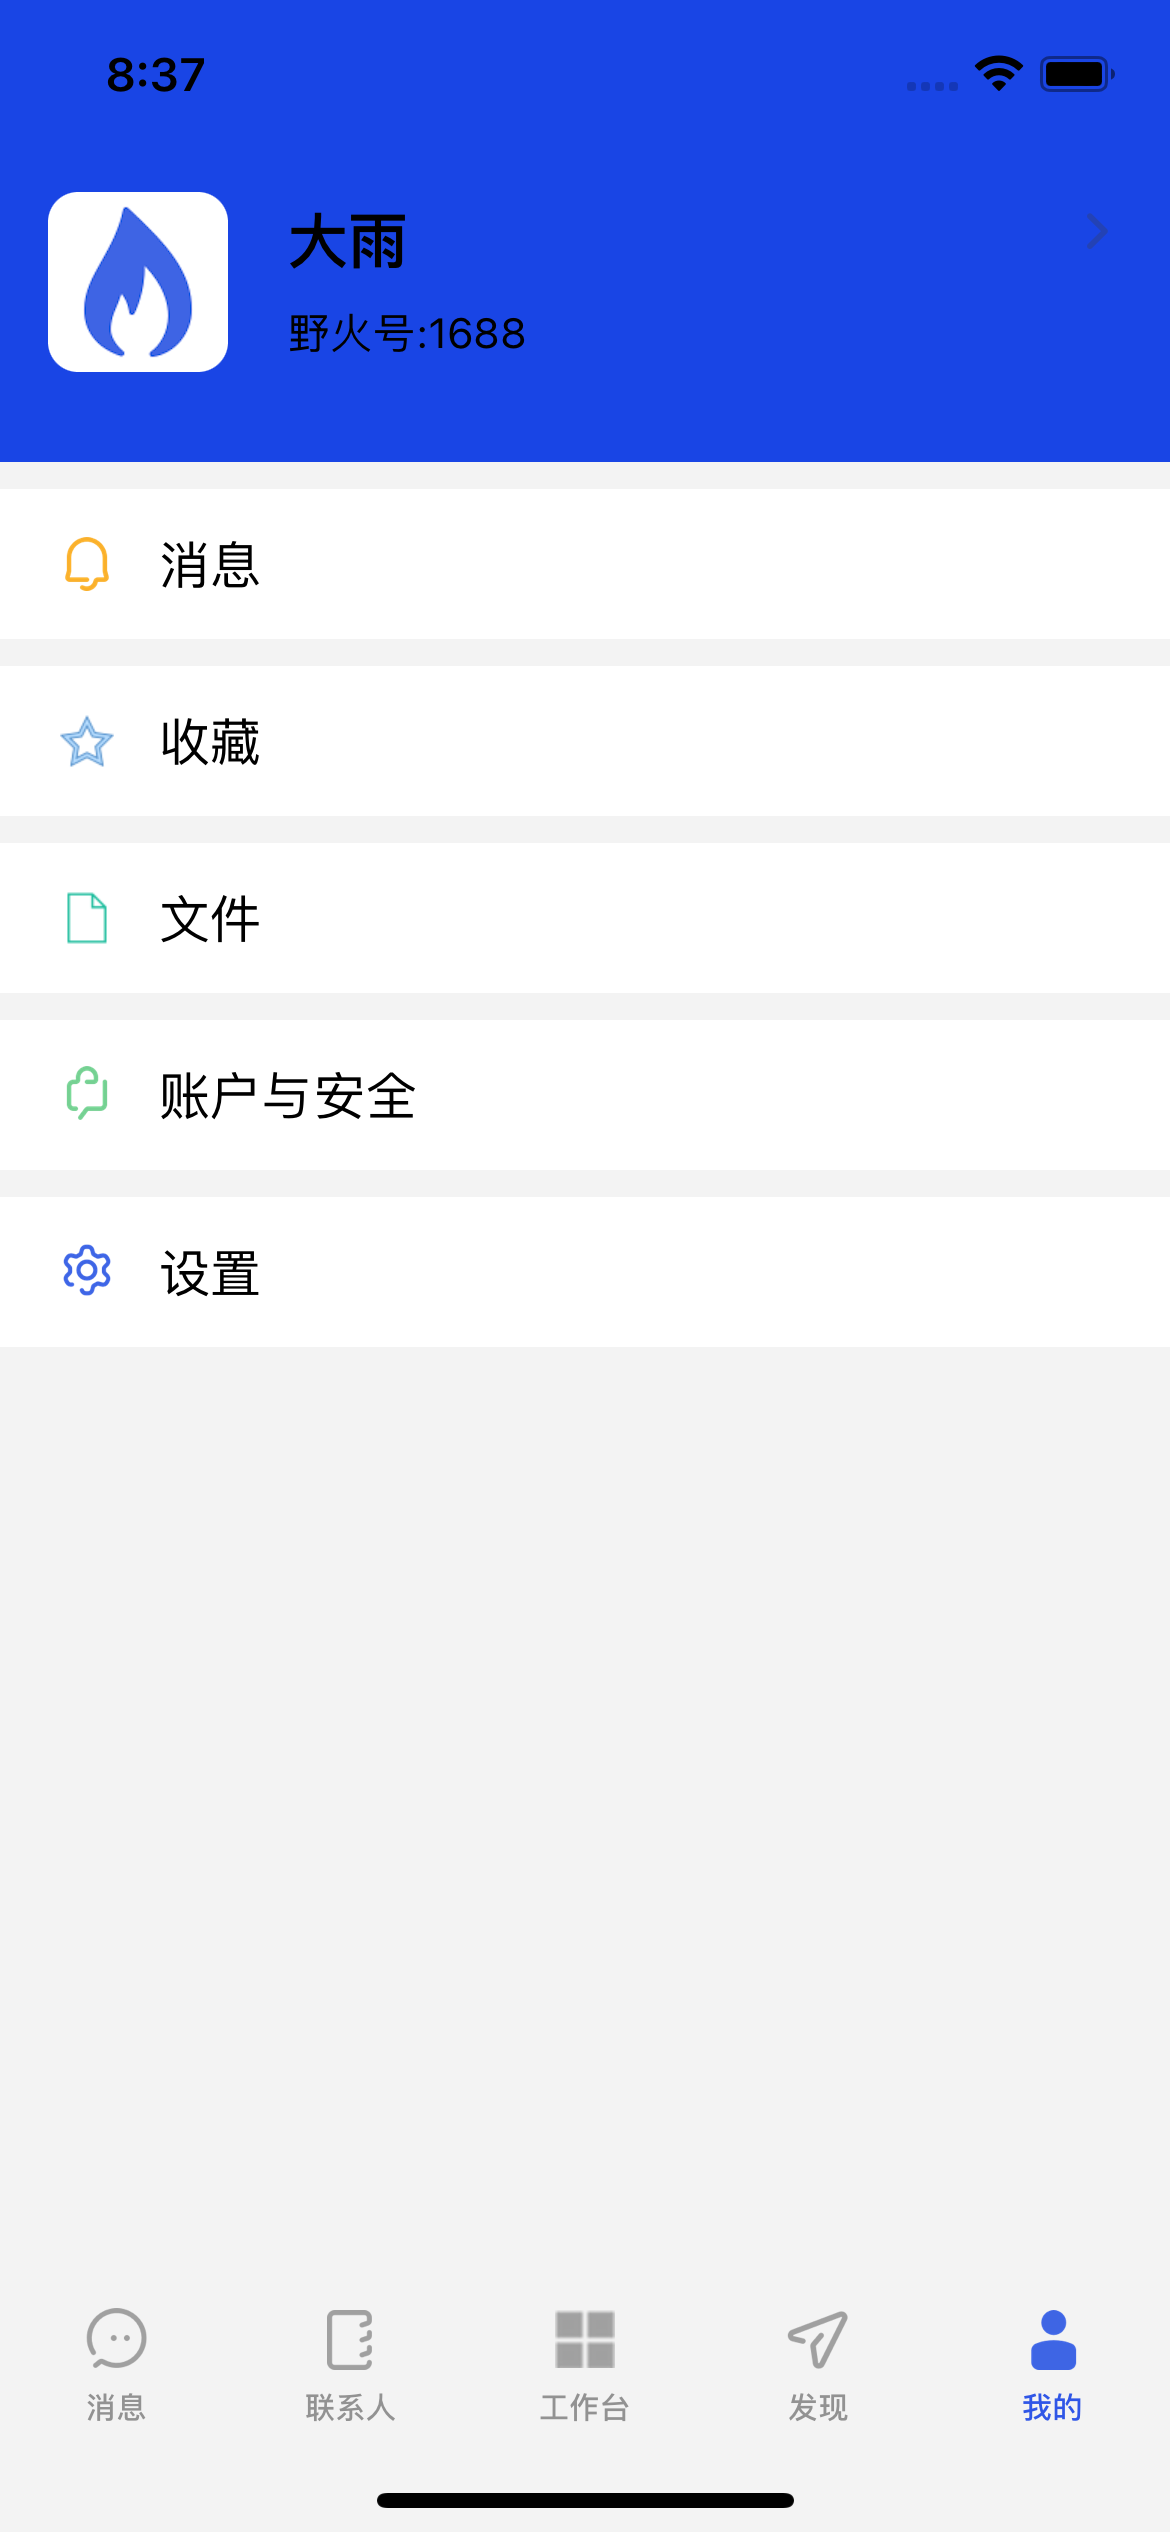 8:37
大雨
野火号:1688
消息
收藏
文件
账户与安全
设置
消息
联系人
工作台
发现
我的